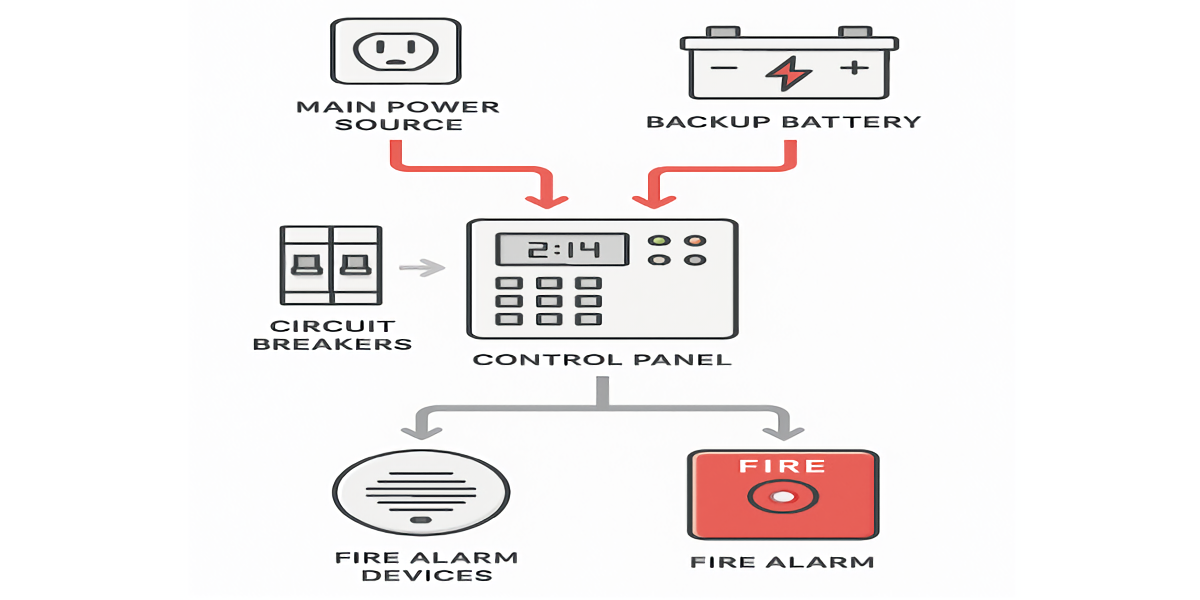 MAIN POWER
SOURCE
BACKUP BATTERY
2:14
CIRCUIT
BREAKERS
CONTROL PANEL
FIRE
FIRE ALARM
DEVICES
FIRE ALARM